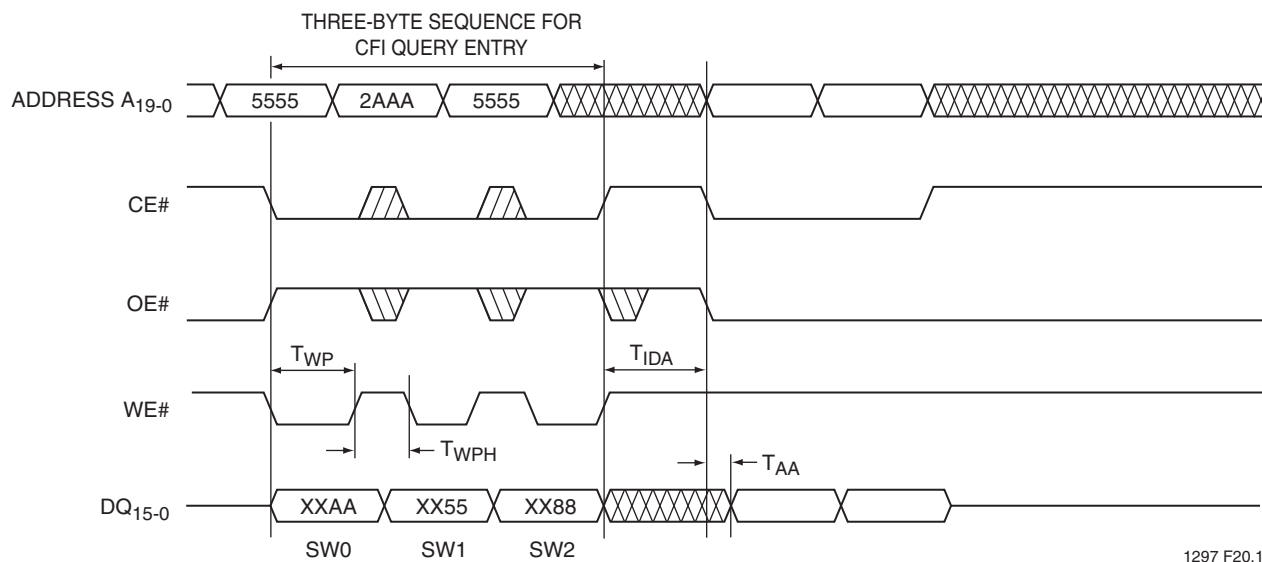 THREE-BYTE SEQUENCE FOR
CFI QUERY ENTRY
ADDRESS A19-0
5555 2AAA 5555
CE#
OE#
TWP TIDA
WE#
TWPH
TAA
DQ15-0
XXAA XX55 XX88
SW0 SW1 SW2
1297 F20.1